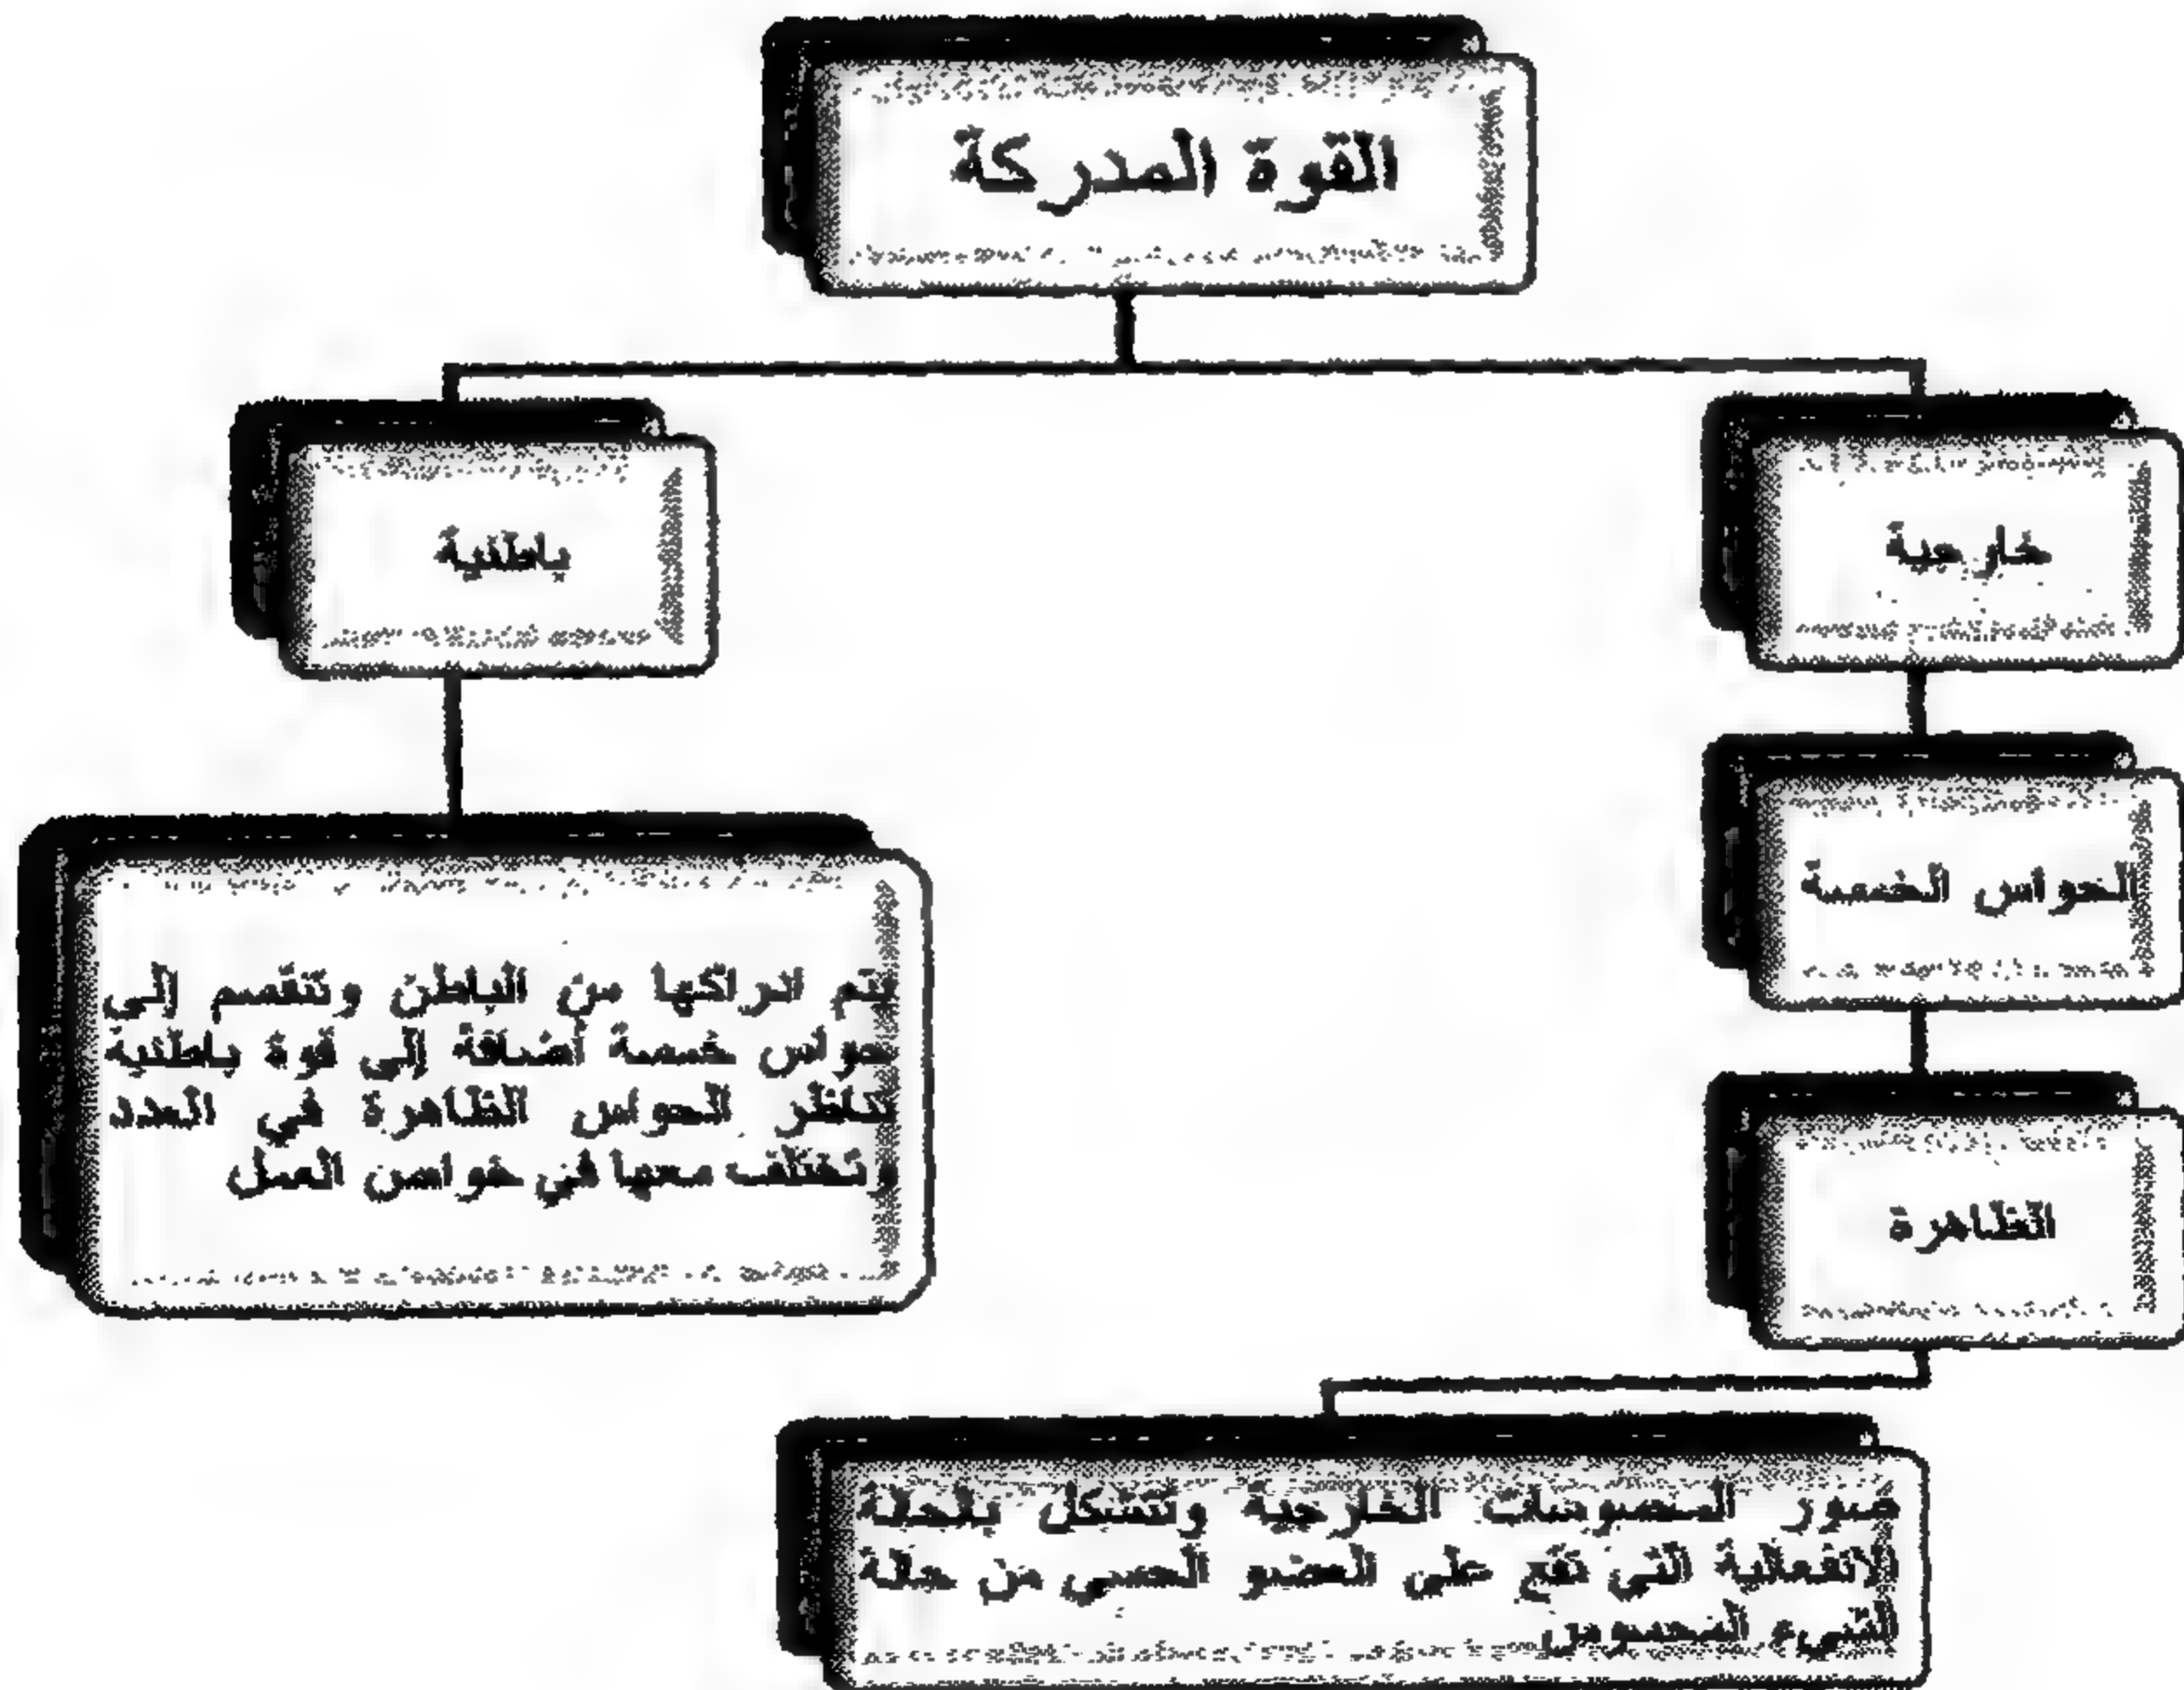 القوة المدركة
خارجية
باطنية
الحواس الخمسة
الظاهرة
يتم ادراكها من الباطن وتنقسم إلى
حواس خمسة أضافة إلى قوة باطنية
تناظر الحواس الظاهرة في العدد
وتختلف معها في خواص العمل
صور المحسوسات الخارجية وتتشكل بالحالة
الانفعالية التي تقع على العضو الحسي من حالة
الشيء المحسوس